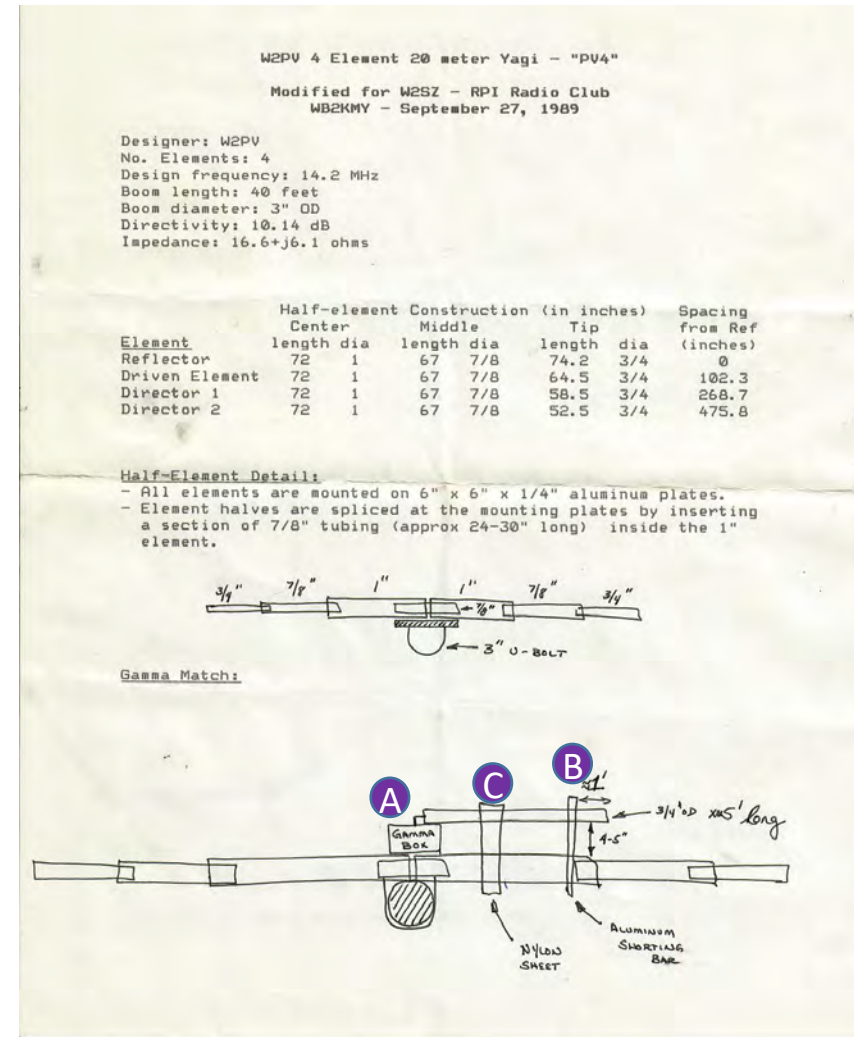 W2PV 4 Element 20 meter Yagi - "PV4"
Modified for W2SZ - RPI Radio Club
WB2KMY - September 27, 1989
Designer: W2PV
No. Elements: 4
Design frequency: 14.2 MHz
Boom length: 40 feet
Boom diameter: 3" OD
Directivity: 10.14 dB
Impedance: 16.6+j6.1 ohms
Half-element Construction (in inches) Spacing
Center Middle Tip from Ref
Element length dia length dia length dia (inches)
Reflector 72 1 67 7/8 74.2 3/4 0
Driven Element 72 1 67 7/8 64.5 3/4 102.3
Director 1 72 1 67 7/8 58.5 3/4 268.7
Director 2 72 1 67 7/8 52.5 3/4 475.8
Half-Element Detail:
- All elements are mounted on 6" x 6" x 1/4" aluminum plates.
- Element halves are spliced at the mounting plates by inserting
a section of 7/8" tubing (approx 24-30" long) inside the 1"
element.
3/4" 7/8" 1" 1" 7/8" 3/4"
7/8"
3" U-BOLT
Gamma Match:
A C B
≈1'
3/4" OD x≈5' long
GAMMA
BOX
4-5"
NYLON
SHEET
ALUMINUM
SHORTING
BAR